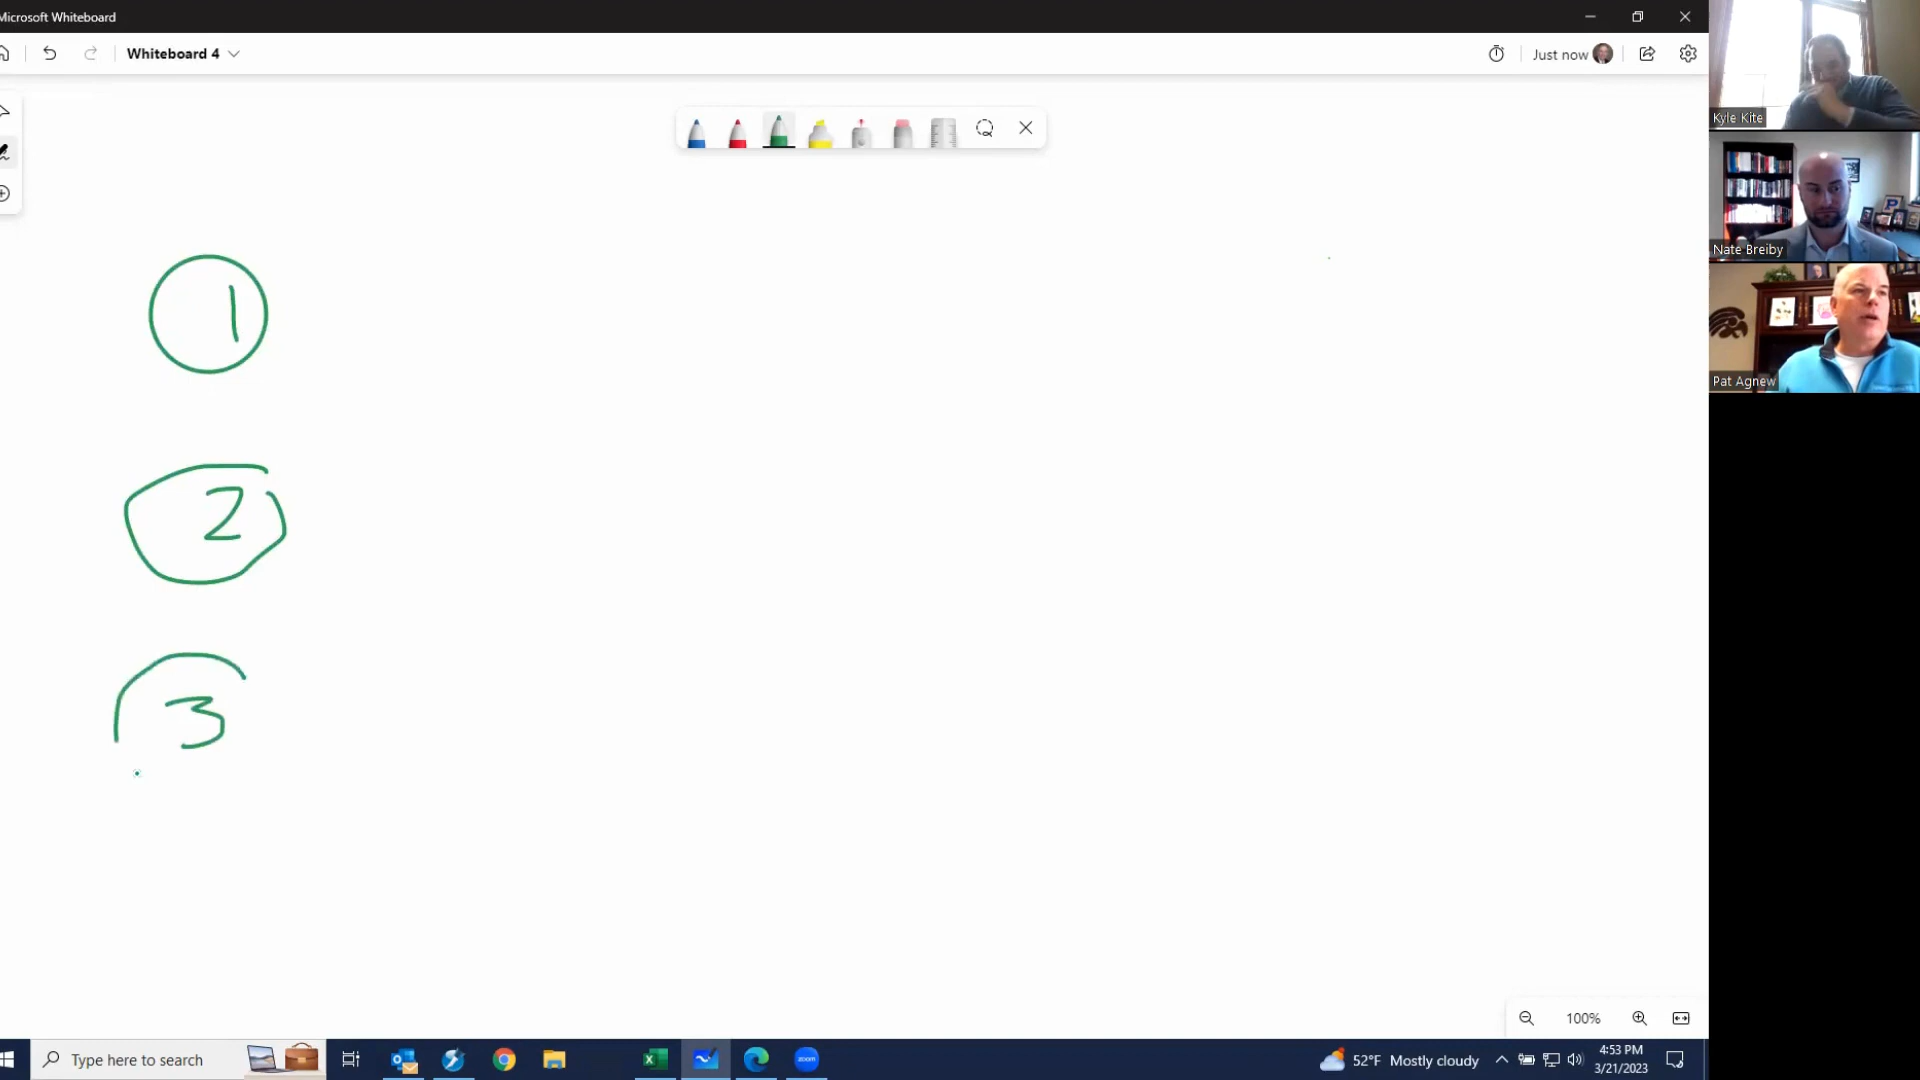 Microsoft Whiteboard
Whiteboard 4
Just now
Kyle Kite
1
Nate Breiby
Pat Agnew
2
3
100%
Type here to search
zoom
52°F Mostly cloudy
4:53 PM
3/21/2023